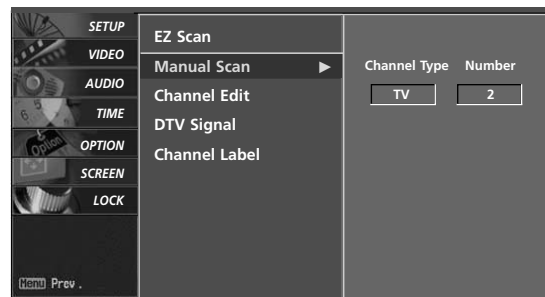 SETUP
VIDEO
AUDIO
TIME
OPTION
SCREEN
LOCK
Menu Prev .
EZ Scan
Manual Scan ▶
Channel Edit
DTV Signal
Channel Label
Channel Type Number
TV 2